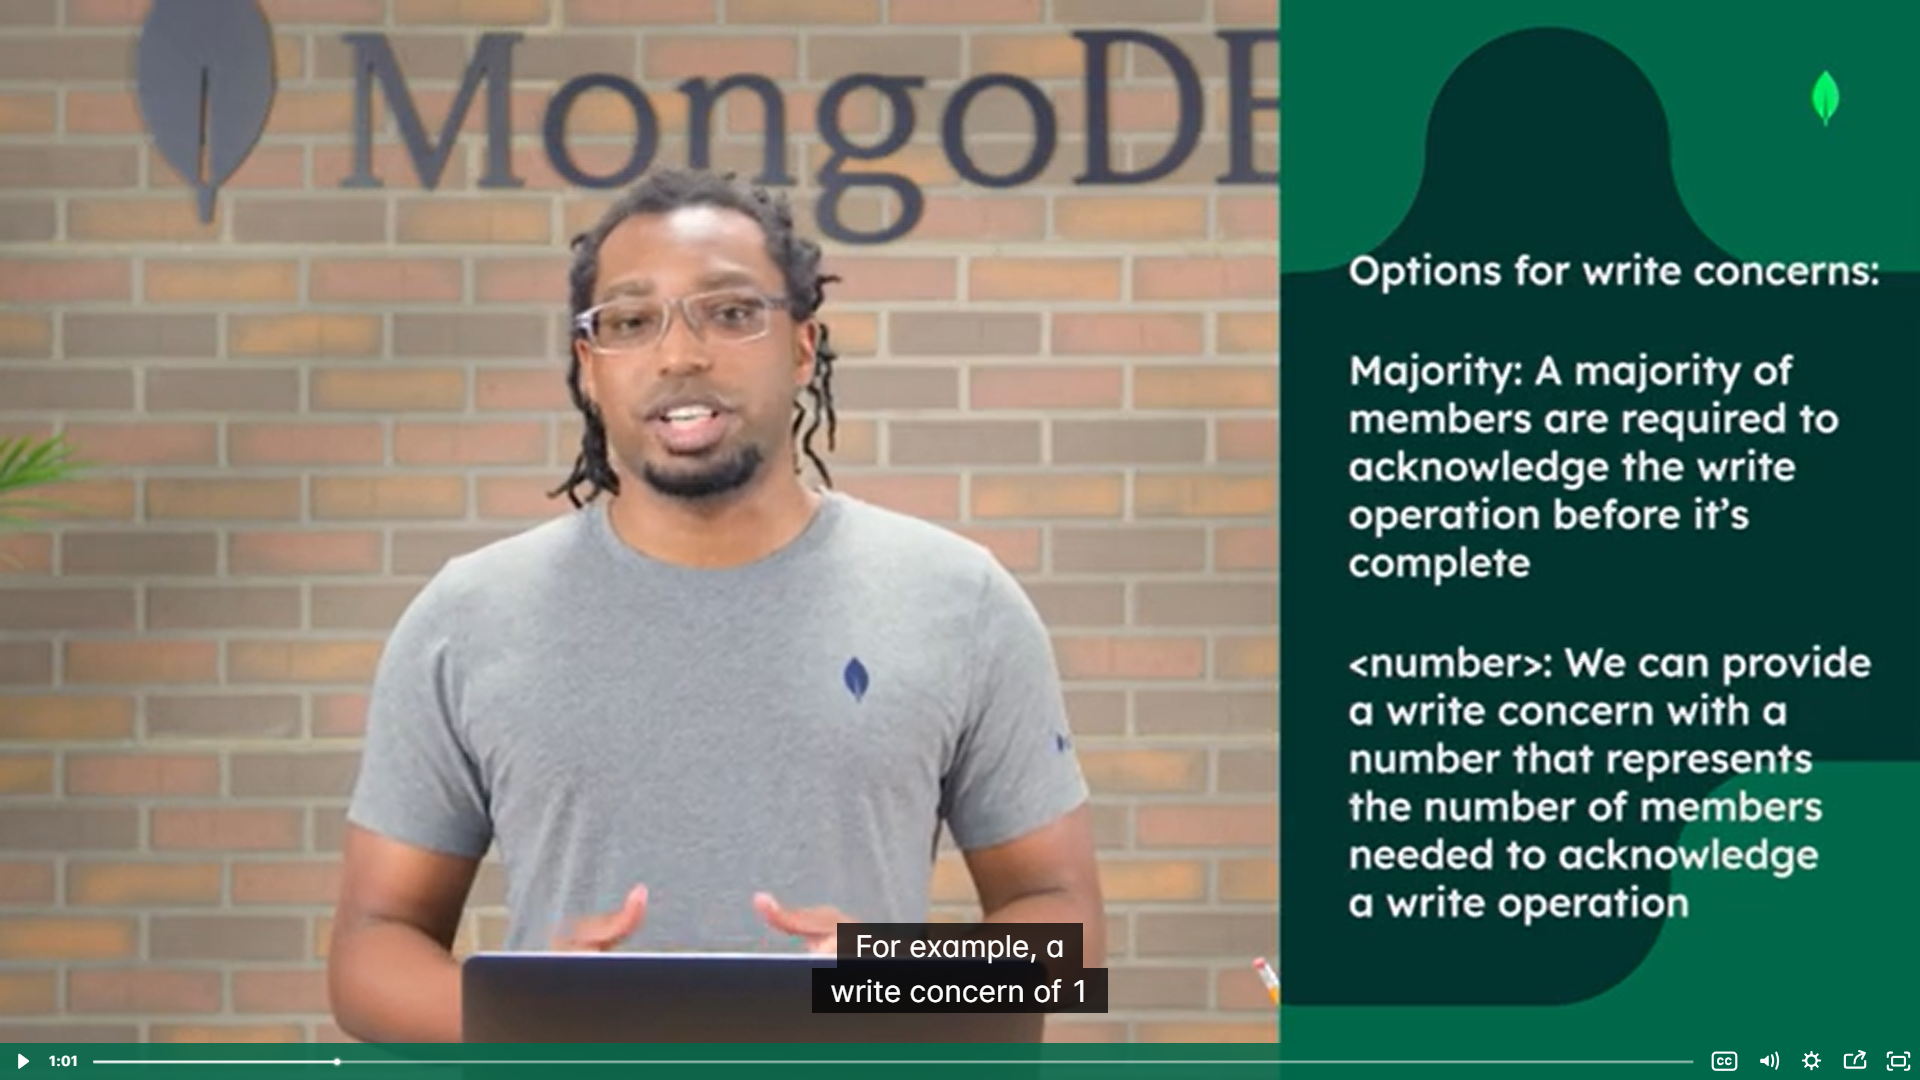 MongoDB
Options for write concerns:
Majority: A majority of
members are required to
acknowledge the write
operation before it’s
complete
<number>: We can provide
a write concern with a
number that represents
the number of members
needed to acknowledge
a write operation
For example, a
write concern of 1
1:01
CC